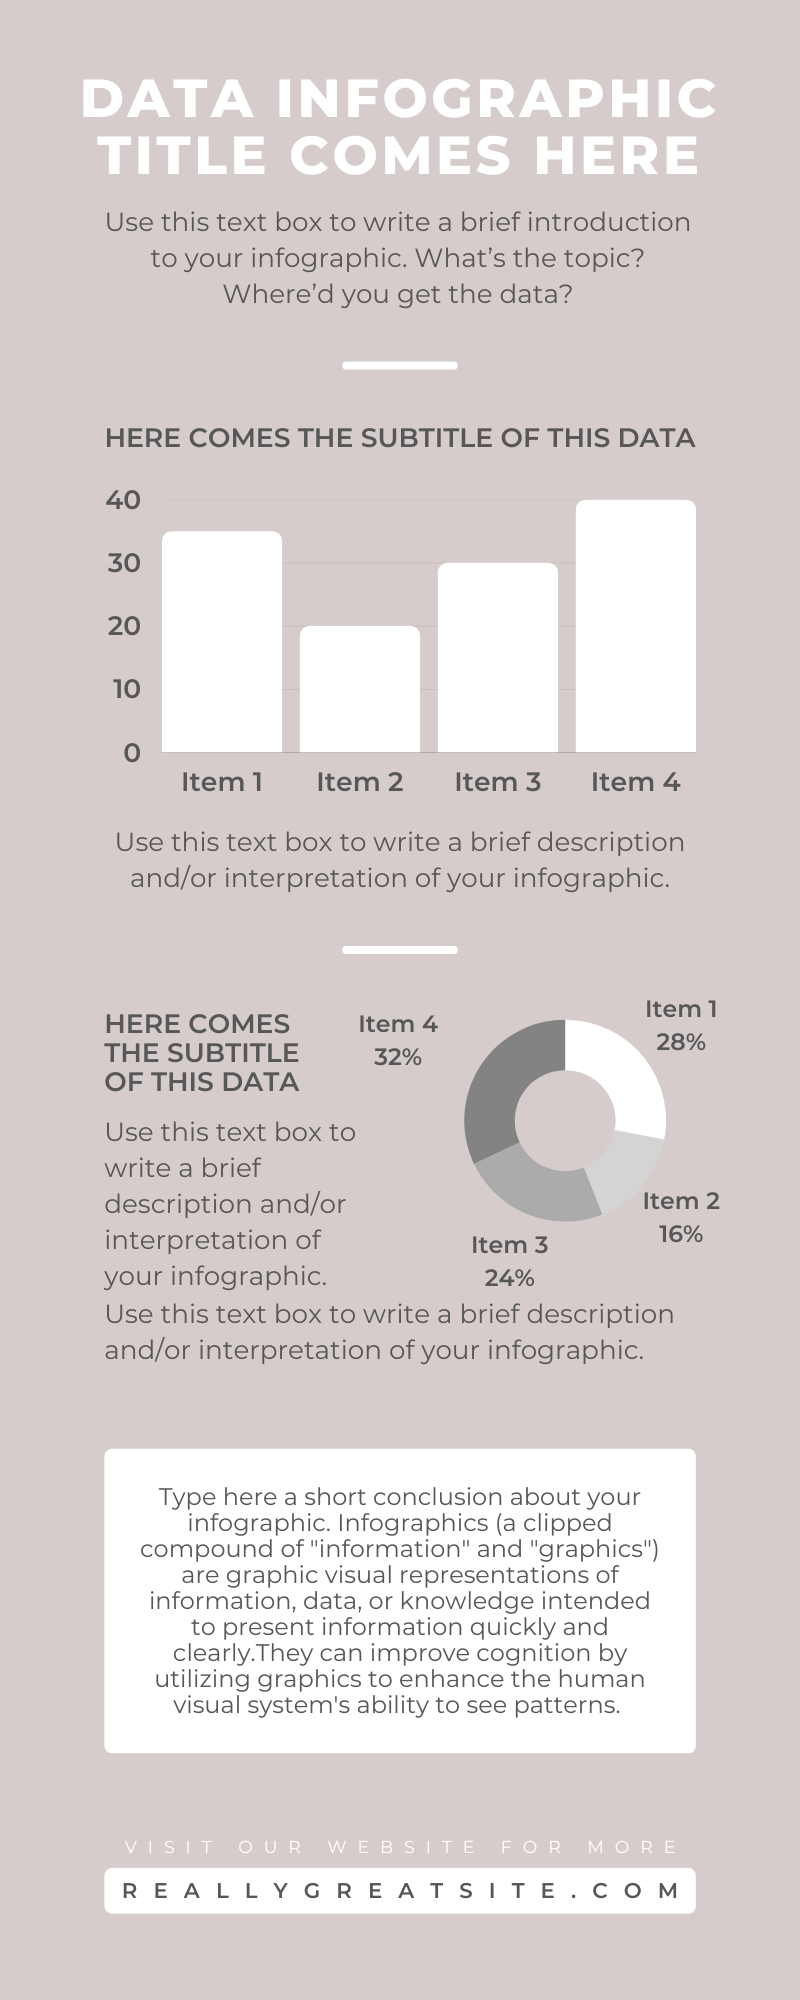 DATA INFOGRAPHIC
TITLE COMES HERE
Use this text box to write a brief introduction
to your infographic. What’s the topic?
Where’d you get the data?
HERE COMES THE SUBTITLE OF THIS DATA
40
30
20
10
0
Item 1 Item 2 Item 3 Item 4
Use this text box to write a brief description
and/or interpretation of your infographic.
HERE COMES
THE SUBTITLE
OF THIS DATA
Use this text box to
write a brief
description and/or
interpretation of
your infographic.
Use this text box to write a brief description
and/or interpretation of your infographic.
Item 4
32%
Item 1
28%
Item 2
16%
Item 3
24%
Type here a short conclusion about your
infographic. Infographics (a clipped
compound of "information" and "graphics")
are graphic visual representations of
information, data, or knowledge intended
to present information quickly and
clearly.They can improve cognition by
utilizing graphics to enhance the human
visual system's ability to see patterns.
VISIT OUR WEBSITE FOR MORE
REALLYGREATSITE.COM